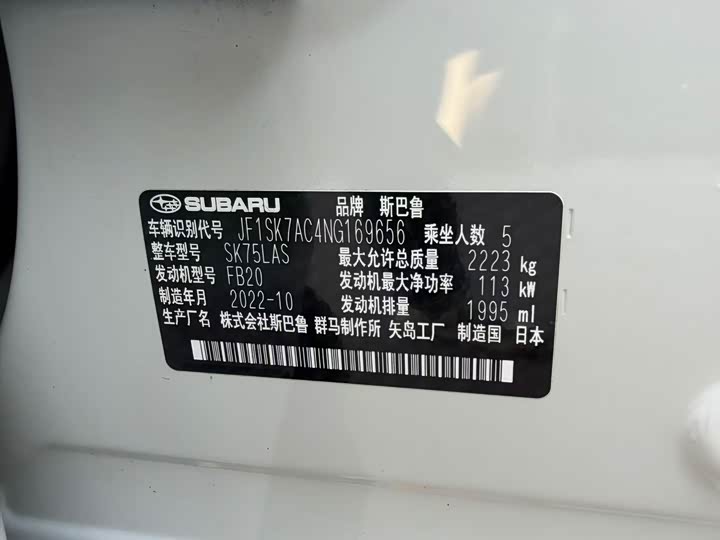 SUBARU 品牌 斯巴鲁
车辆识别代号 JF1SK7AC4NG169656 乘坐人数 5
整车型号 SK75LAS 最大允许总质量 2223 kg
发动机型号 FB20 发动机最大净功率 113 kW
制造年月 2022-10 发动机排量 1995 ml
生产厂名 株式会社斯巴鲁 群马制作所 矢岛工厂 制造国 日本